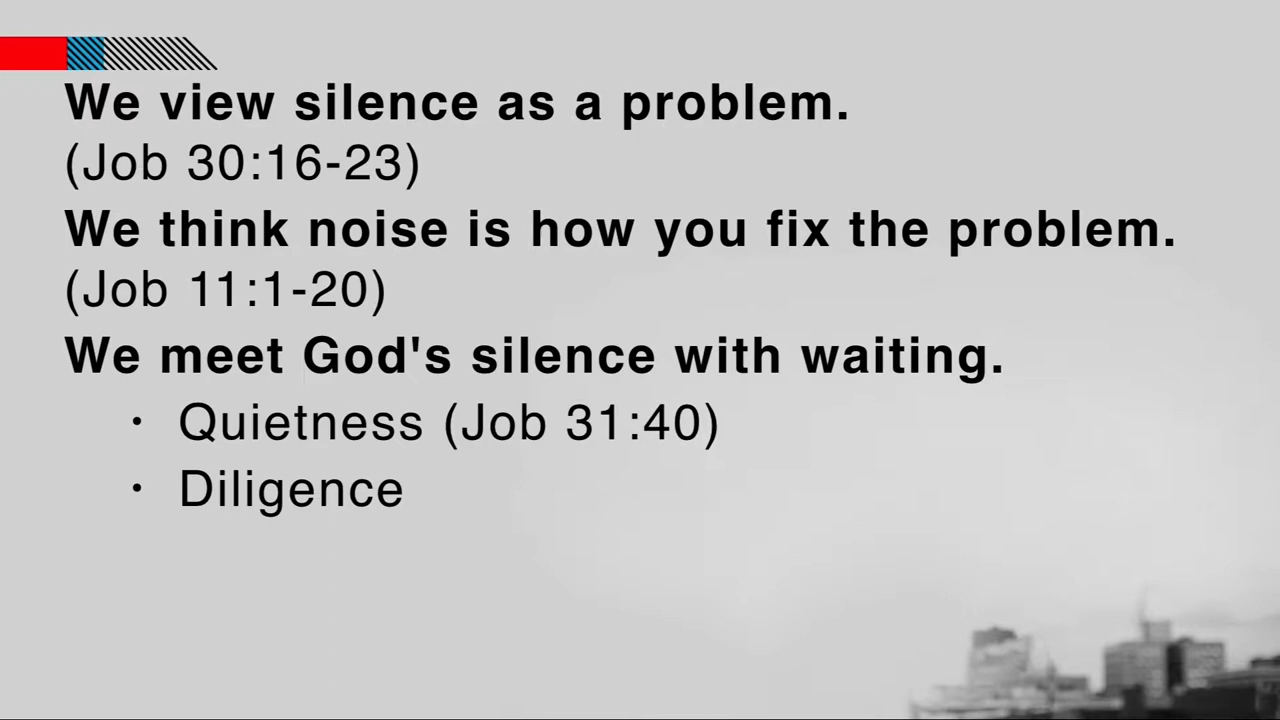 We view silence as a problem.
(Job 30:16-23)
We think noise is how you fix the problem.
(Job 11:1-20)
We meet God's silence with waiting.
• Quietness (Job 31:40)
• Diligence